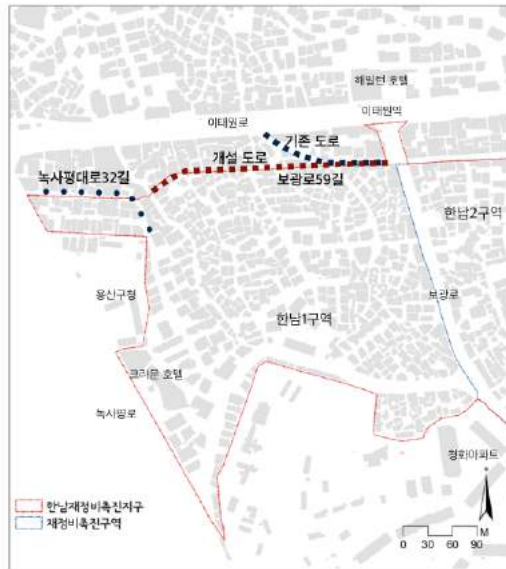 해밀턴 호텔
이태원역
이태원로
기존 도로
개설 도로
녹사평대로32길
보광로59길
한남2구역
용산구청
보광로
한남1구역
크라운 호텔
녹사평로
청화아파트
한남재정비촉진지구
재정비촉진구역
M
0 30 60 90